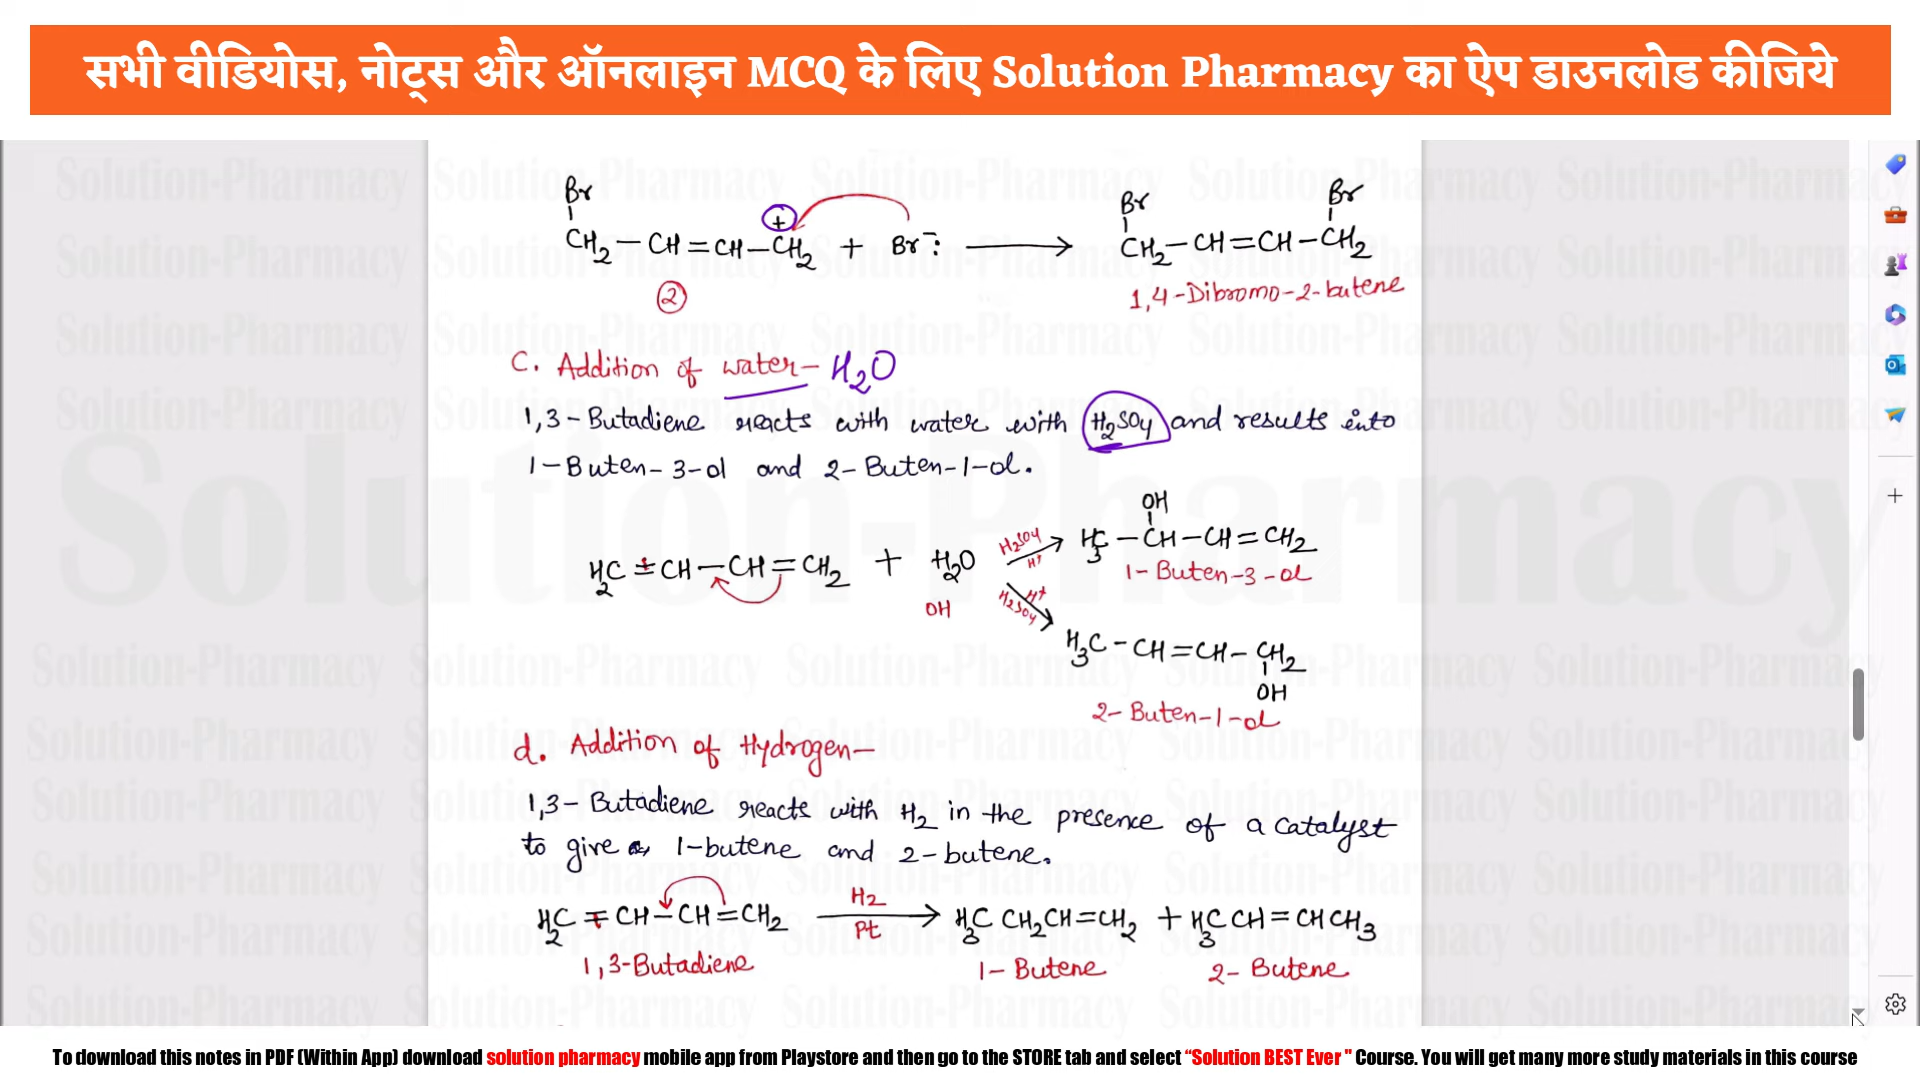 सभी वीडियोस, नोट्स और ऑनलाइन MCQ के लिए Solution Pharmacy का ऐप डाउनलोड कीजिये
Br
CH2 – CH = CH – CH2 + Br⁻: ⟶
+
②
Br Br
CH2 – CH = CH – CH2
1,4-Dibromo-2-butene
C. Addition of water – H2O
1,3-Butadiene reacts with water with H2SO4 and results into
1-Buten-3-ol and 2-Buten-1-ol.
H2C = CH – CH = CH2 + H2O
OH
H2SO4
H+
OH
H3C – CH – CH = CH2
1-Buten-3-ol
H+
H2SO4
H3C – CH = CH – CH2
OH
2-Buten-1-ol
d. Addition of Hydrogen –
1,3-Butadiene reacts with H2 in the presence of a catalyst
to give 1-butene and 2-butene.
H2C = CH – CH = CH2 ⟶ H3C CH2CH = CH2 + H3C CH = CHCH3
H2
Pt
1,3-Butadiene 1-Butene 2-Butene
Solution-Pharmacy
To download this notes in PDF (Within App) download solution pharmacy mobile app from Playstore and then go to the STORE tab and select “Solution BEST Ever " Course. You will get many more study materials in this course